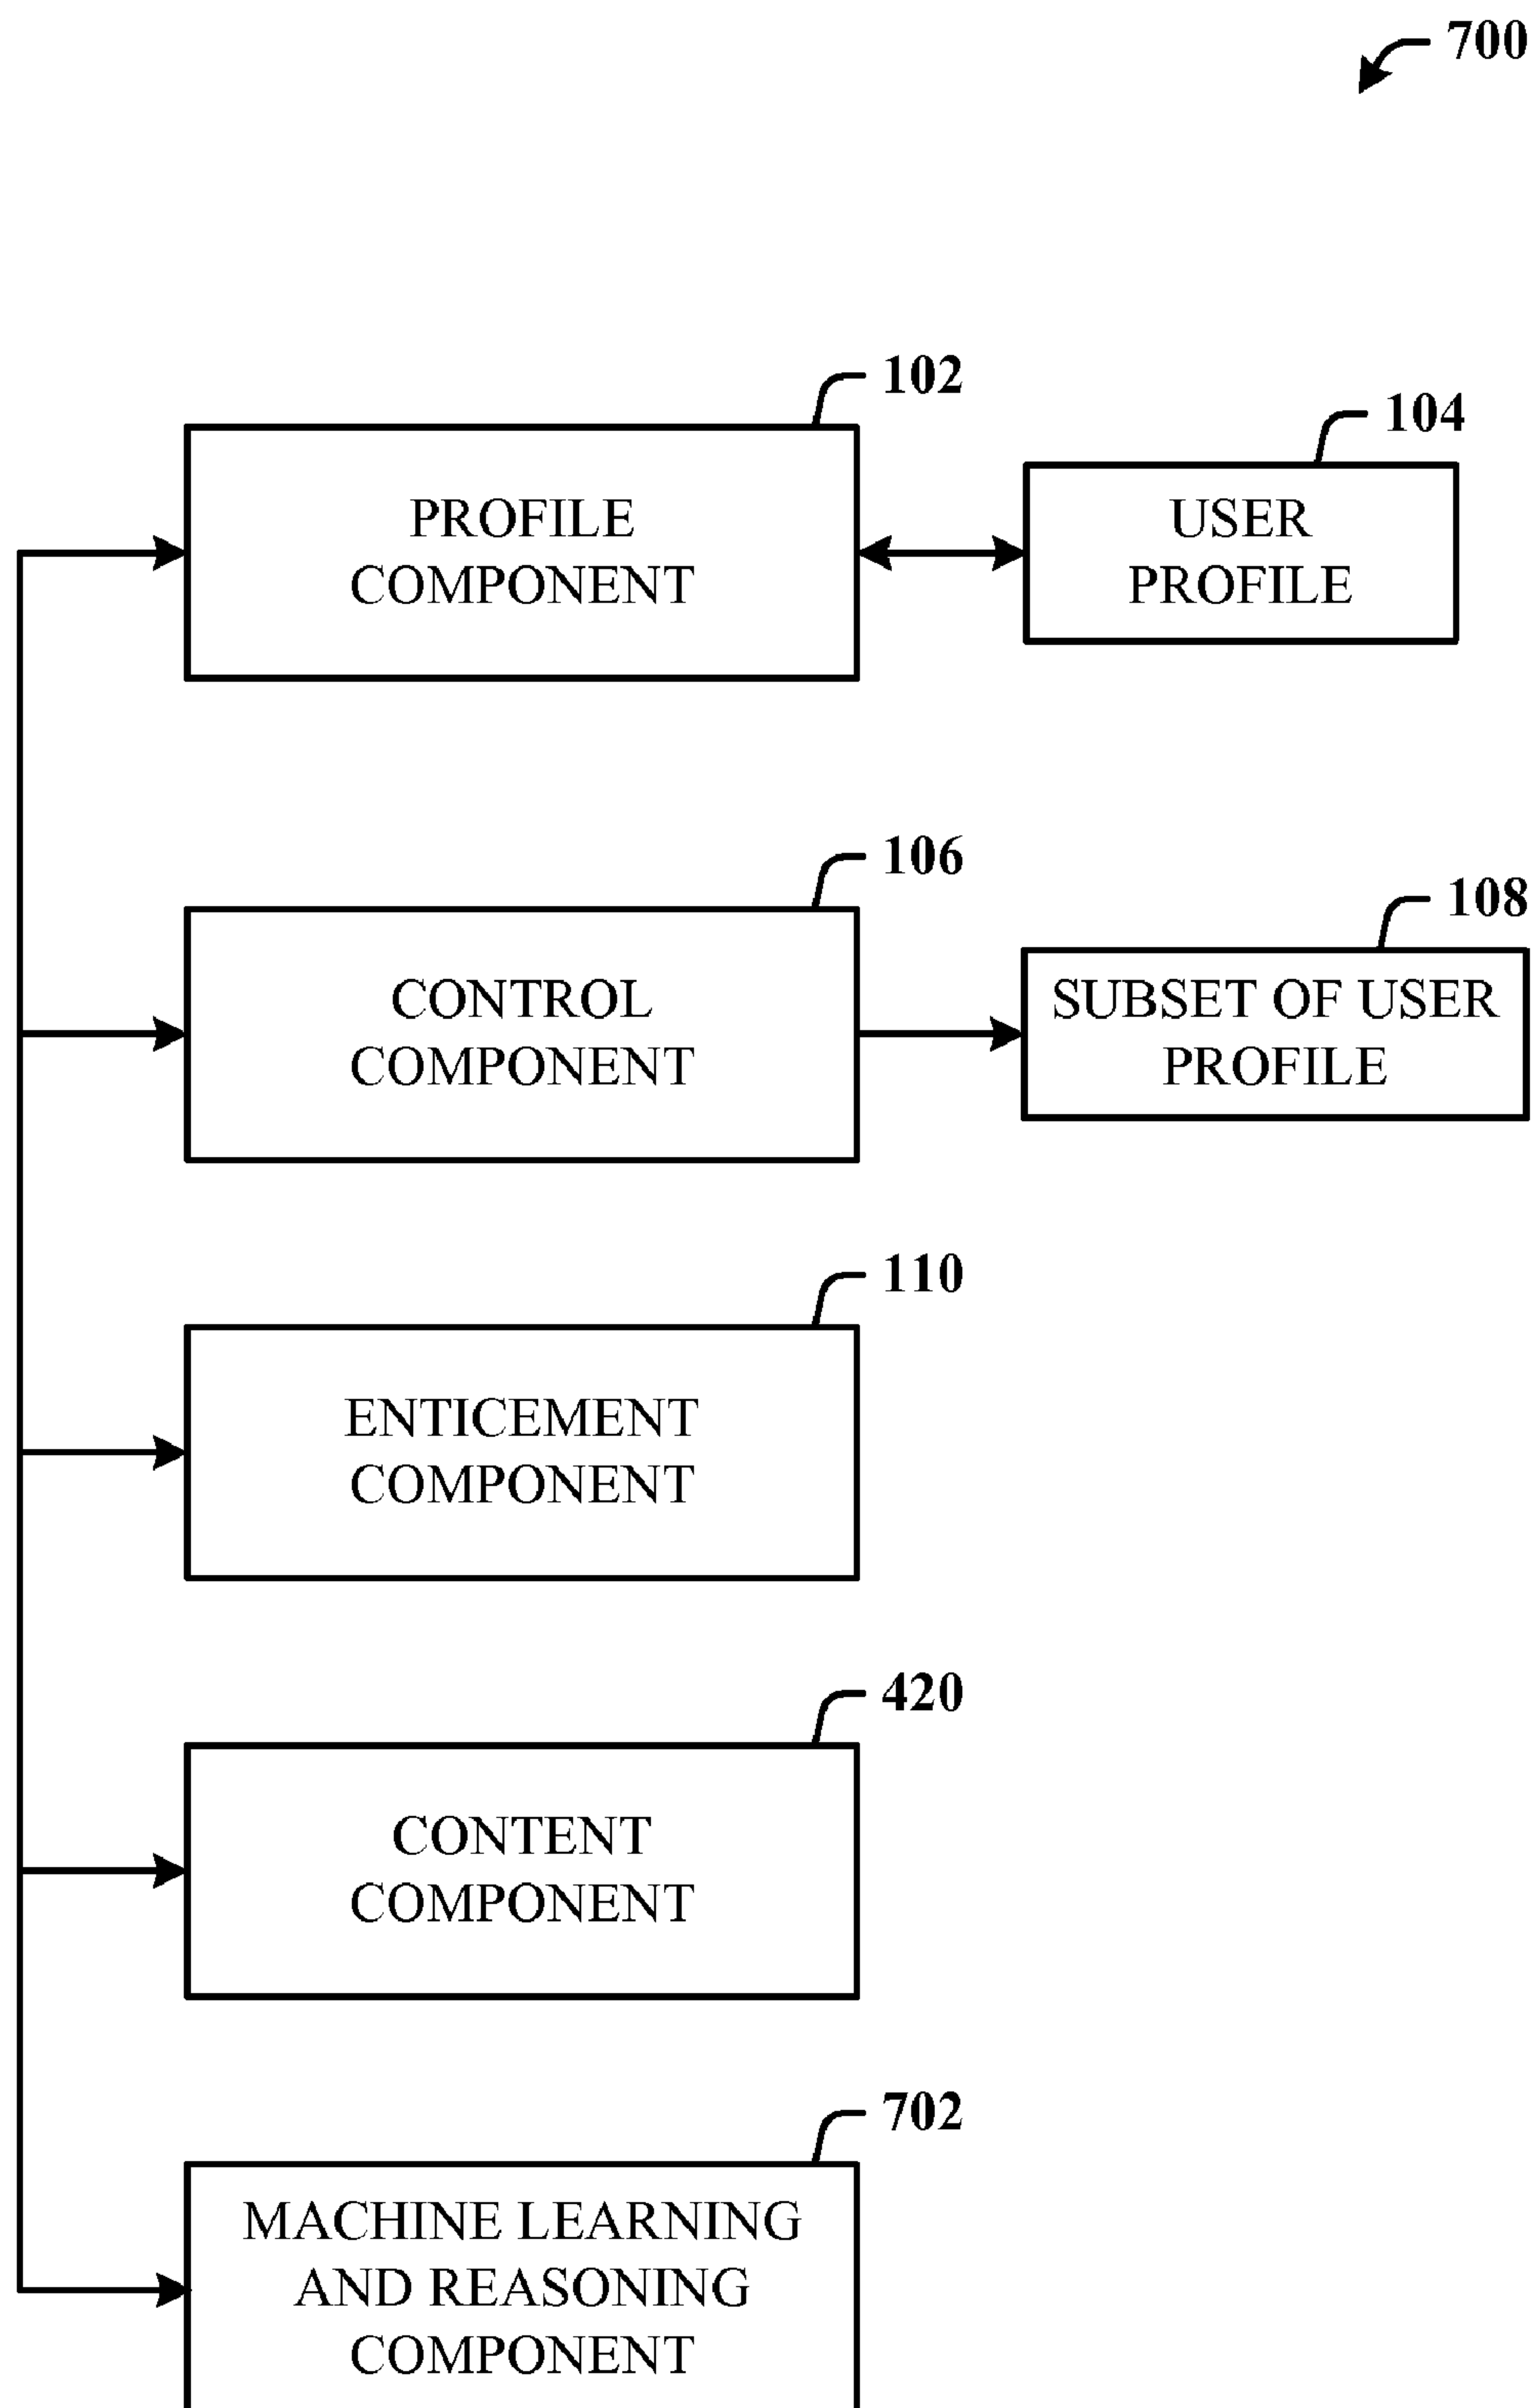 700
102
104
PROFILE
COMPONENT
USER
PROFILE
106
108
CONTROL
COMPONENT
SUBSET OF USER
PROFILE
110
ENTICEMENT
COMPONENT
420
CONTENT
COMPONENT
702
MACHINE LEARNING
AND REASONING
COMPONENT